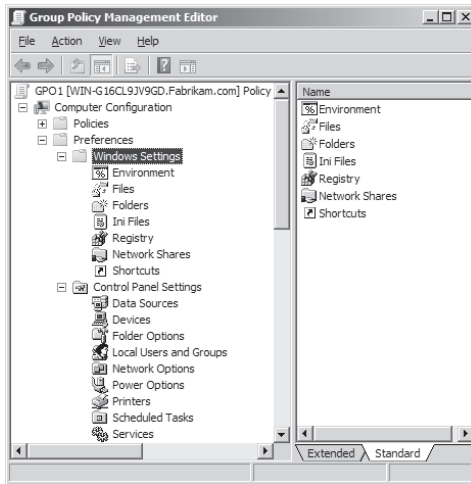 Group Policy Management Editor
File Action View Help
GPO1 [WIN-G16CL9JV9GD.Fabrikam.com] Policy
Computer Configuration
Policies
Preferences
Windows Settings
Environment
Files
Folders
Ini Files
Registry
Network Shares
Shortcuts
Control Panel Settings
Data Sources
Devices
Folder Options
Local Users and Groups
Network Options
Power Options
Printers
Scheduled Tasks
Services
Name
Environment
Files
Folders
Ini Files
Registry
Network Shares
Shortcuts
Extended Standard